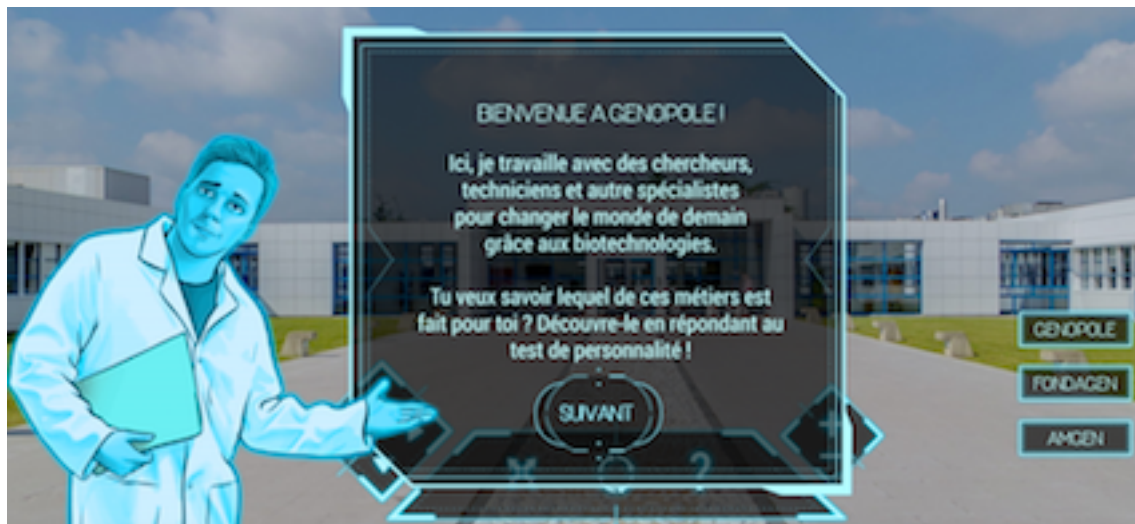 BIENVENUE A GENOPOLE !
Ici, je travaille avec des chercheurs,
techniciens et autre spécialistes
pour changer le monde de demain
grâce aux biotechnologies.
Tu veux savoir lequel de ces métiers est
fait pour toi ? Découvre-le en répondant au
test de personnalité !
SUIVANT
?
GENOPOLE
FONDAGEN
AMGEN